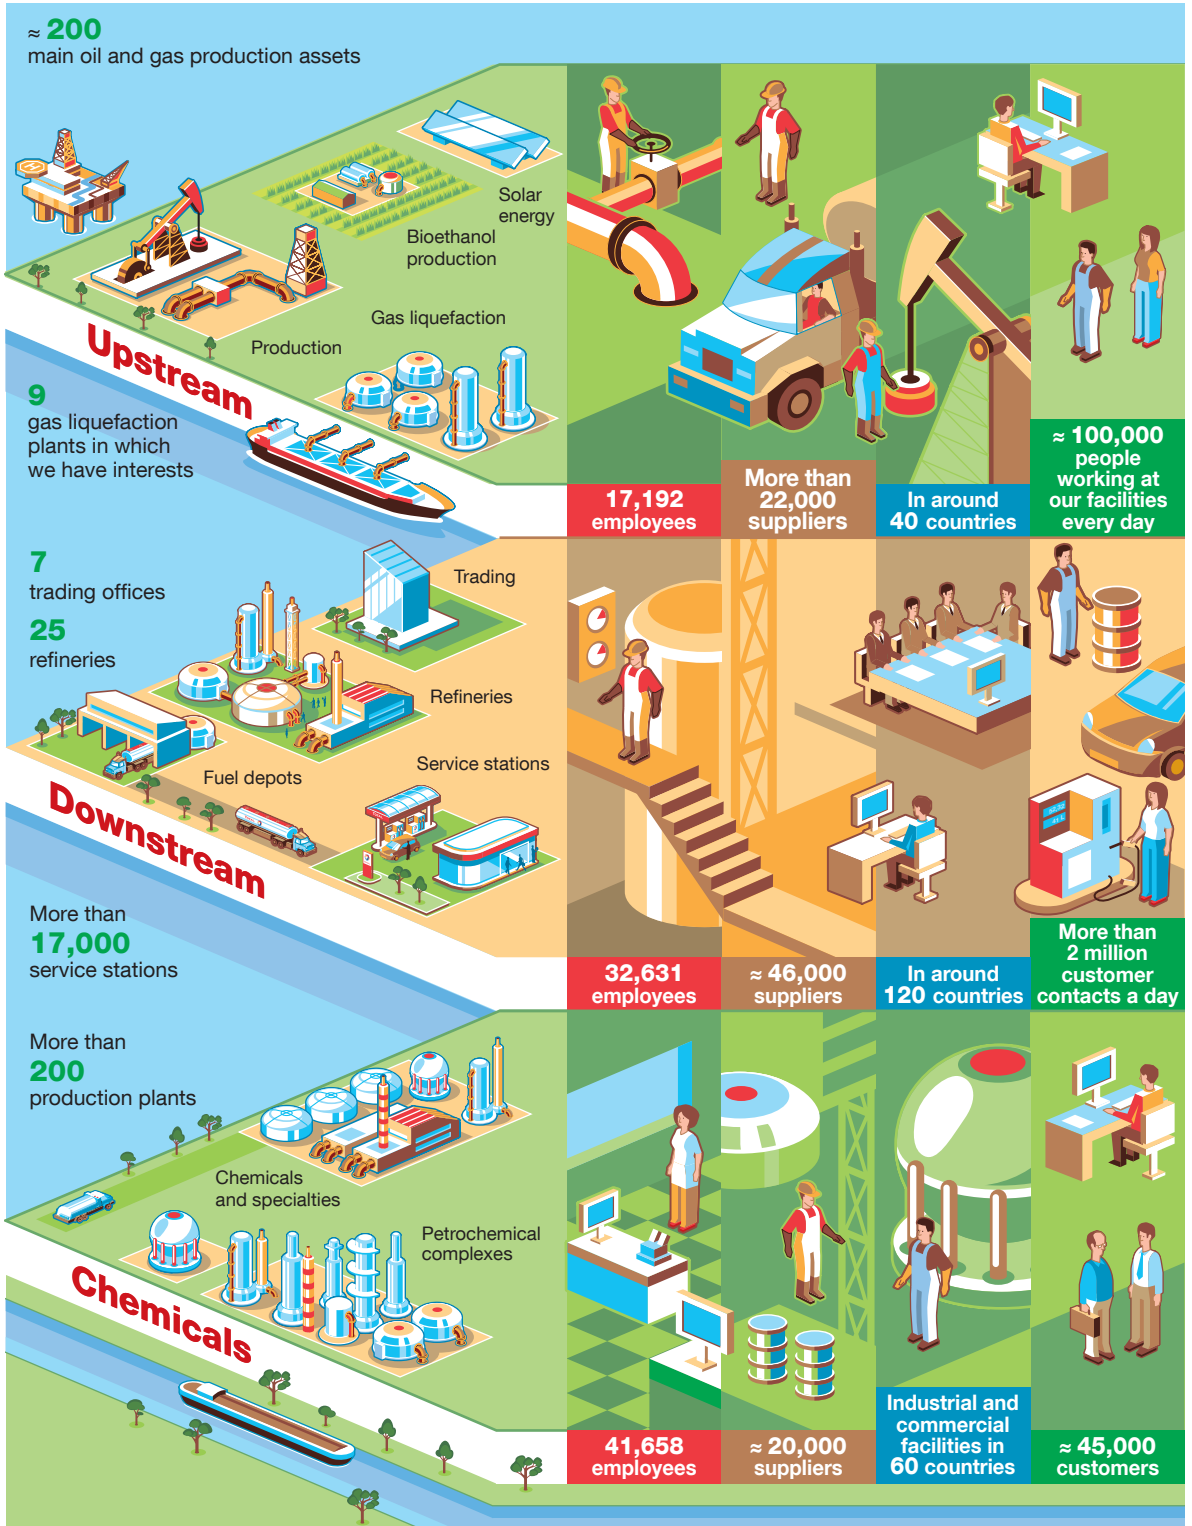 ≈ 200
main oil and gas production assets
Solar
energy
Bioethanol
production
Gas liquefaction
Production
Upstream
9
gas liquefaction
plants in which
we have interests
17,192
employees
More than
22,000
suppliers
In around
40 countries
≈ 100,000
people
working at
our facilities
every day
7
trading offices
25
refineries
Trading
Refineries
Fuel depots
Service stations
Downstream
More than
17,000
service stations
32,631
employees
≈ 46,000
suppliers
In around
120 countries
More than
2 million
customer
contacts a day
More than
200
production plants
Chemicals
and specialties
Petrochemical
complexes
Chemicals
41,658
employees
≈ 20,000
suppliers
Industrial and
commercial
facilities in
60 countries
≈ 45,000
customers